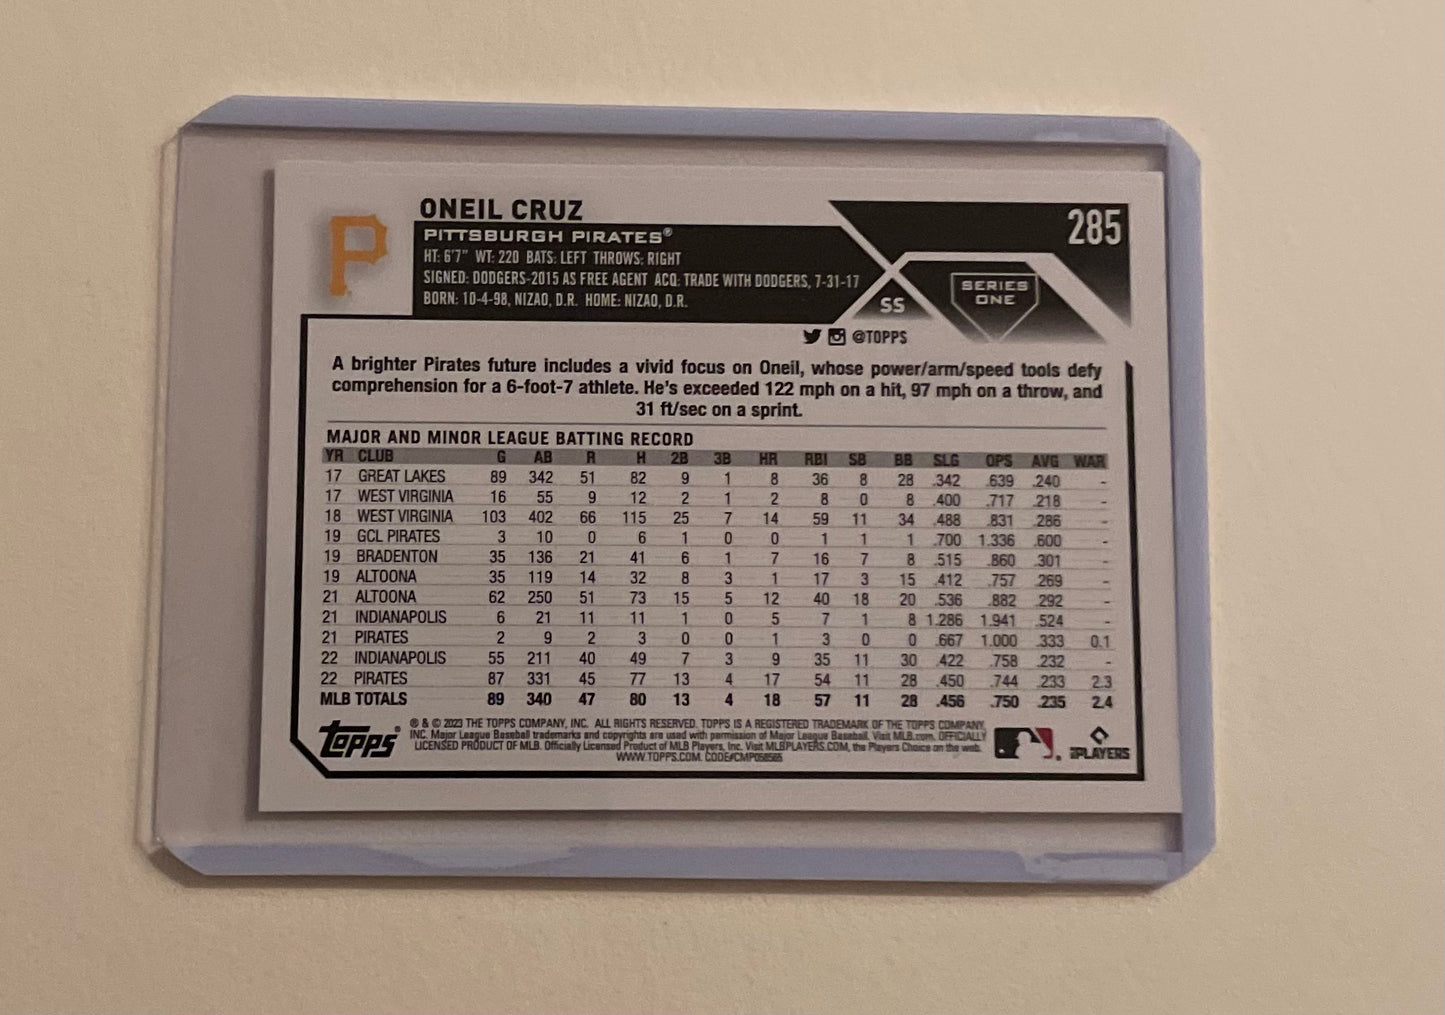 ONEIL CRUZ
285
PITTSBURGH PIRATES®
HT: 6'7" WT: 220 BATS: LEFT THROWS: RIGHT
SIGNED: DODGERS-2015 AS FREE AGENT ACQ: TRADE WITH DODGERS, 7-31-17
BORN: 10-4-98, NIZAO, D.R. HOME: NIZAO, D.R.
SS
SERIES
ONE
@TOPPS
A brighter Pirates future includes a vivid focus on Oneil, whose power/arm/speed tools defy
comprehension for a 6-foot-7 athlete. He's exceeded 122 mph on a hit, 97 mph on a throw, and
31 ft/sec on a sprint.
MAJOR AND MINOR LEAGUE BATTING RECORD
YR CLUB G AB R H 2B 3B HR RBI SB BB SLG OPS AVG WAR
17 GREAT LAKES 89 342 51 82 9 1 8 36 8 28 .342 .639 .240 -
17 WEST VIRGINIA 16 55 9 12 2 1 2 8 0 8 .400 .717 .218 -
18 WEST VIRGINIA 103 402 66 115 25 7 14 59 11 34 .488 .831 .286 -
19 GCL PIRATES 3 10 0 6 1 0 0 1 1 1 .700 1.336 .600 -
19 BRADENTON 35 136 21 41 6 1 7 16 7 8 .515 .860 .301 -
19 ALTOONA 35 119 14 32 8 3 1 17 3 15 .412 .757 .269 -
21 ALTOONA 62 250 51 73 15 5 12 40 18 20 .536 .882 .292 -
21 INDIANAPOLIS 6 21 11 11 1 0 5 7 1 8 1.286 1.941 .524 -
21 PIRATES 2 9 2 3 0 0 1 3 0 0 .667 1.000 .333 0.1
22 INDIANAPOLIS 55 211 40 49 7 3 9 35 11 30 .422 .758 .232 -
22 PIRATES 87 331 45 77 13 4 17 54 11 28 .450 .744 .233 2.3
MLB TOTALS 89 340 47 80 13 4 18 57 11 28 .456 .750 .235 2.4
Topps®
® & © 2023 THE TOPPS COMPANY, INC. ALL RIGHTS RESERVED. TOPPS IS A REGISTERED TRADEMARK OF THE TOPPS COMPANY,
INC. Major League Baseball trademarks and copyrights are used with permission of Major League Baseball. Visit MLB.com. OFFICIALLY
LICENSED PRODUCT OF MLB. Officially Licensed Product of MLB Players, Inc. Visit MLBPLAYERS.COM, the Players Choice on the web.
WWW.TOPPS.COM. CODE#CMP058565
PLAYERS
P